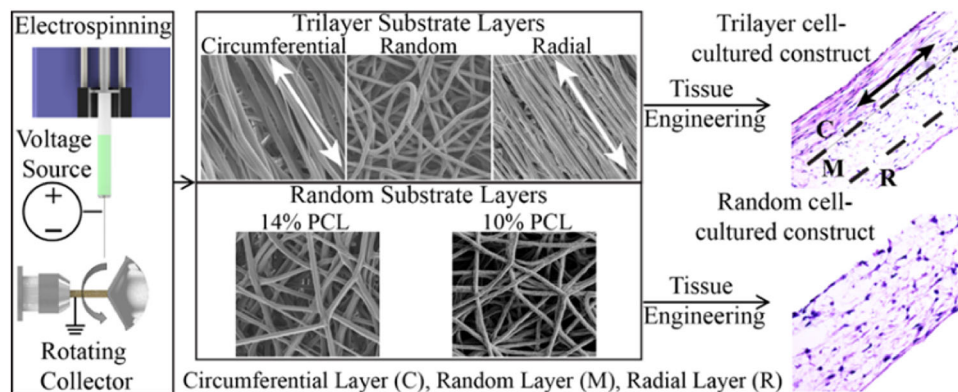 Electrospinning
Voltage
Source
+
−
Rotating
Collector
Trilayer Substrate Layers
Circumferential Random Radial
Random Substrate Layers
14% PCL 10% PCL
Tissue
Engineering
Tissue
Engineering
Trilayer cell-
cultured construct
C
M R
Random cell-
cultured construct
Circumferential Layer (C), Random Layer (M), Radial Layer (R)